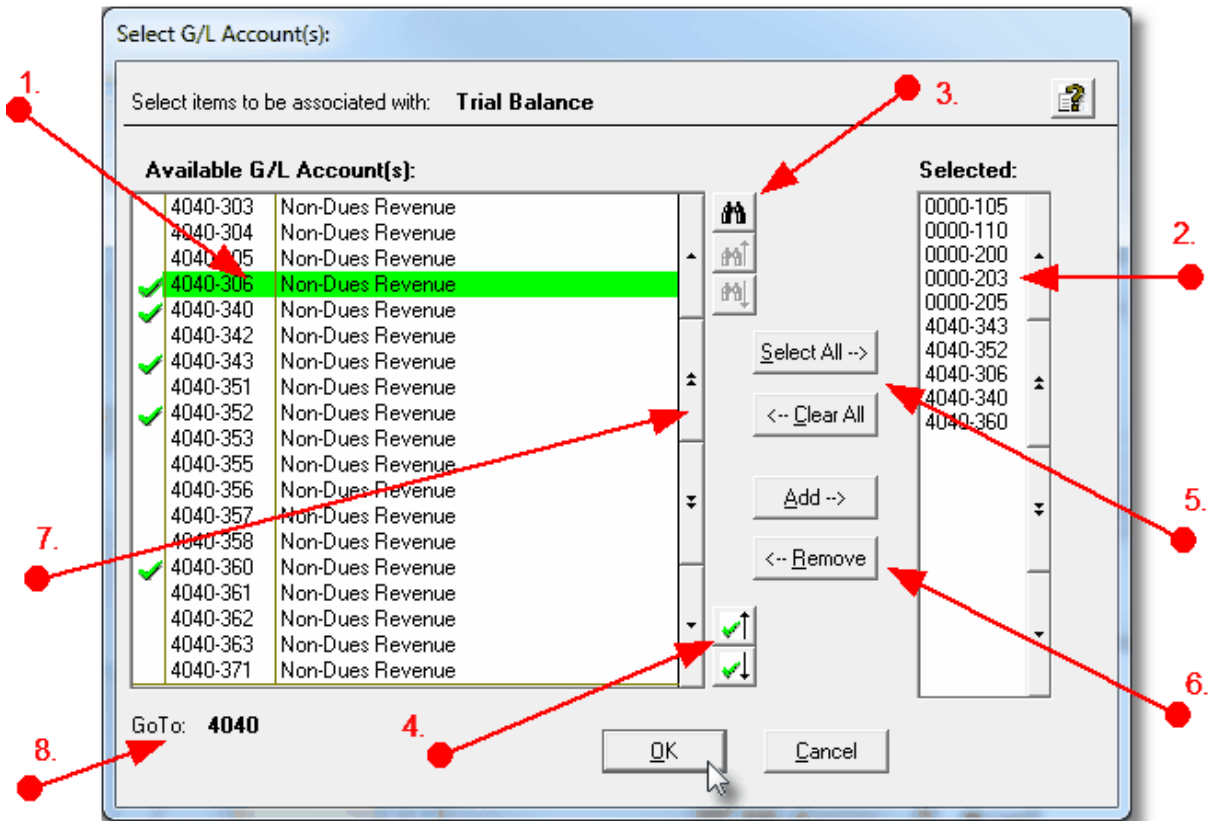 Select G/L Account(s):
1.
Select items to be associated with: Trial Balance
3.
Available G/L Account(s):
Selected:
4040-303 Non-Dues Revenue
4040-304 Non-Dues Revenue
4040-305 Non-Dues Revenue
4040-306 Non-Dues Revenue
4040-340 Non-Dues Revenue
4040-342 Non-Dues Revenue
4040-343 Non-Dues Revenue
4040-351 Non-Dues Revenue
4040-352 Non-Dues Revenue
4040-353 Non-Dues Revenue
4040-355 Non-Dues Revenue
4040-356 Non-Dues Revenue
4040-357 Non-Dues Revenue
4040-358 Non-Dues Revenue
4040-360 Non-Dues Revenue
4040-361 Non-Dues Revenue
4040-362 Non-Dues Revenue
4040-363 Non-Dues Revenue
4040-371 Non-Dues Revenue
Select All -->
<-- Clear All
Add -->
<-- Remove
0000-105
0000-110
0000-200
0000-203
0000-205
4040-343
4040-352
4040-306
4040-340
4040-360
2.
5.
7.
6.
GoTo: 4040
4.
8.
OK
Cancel